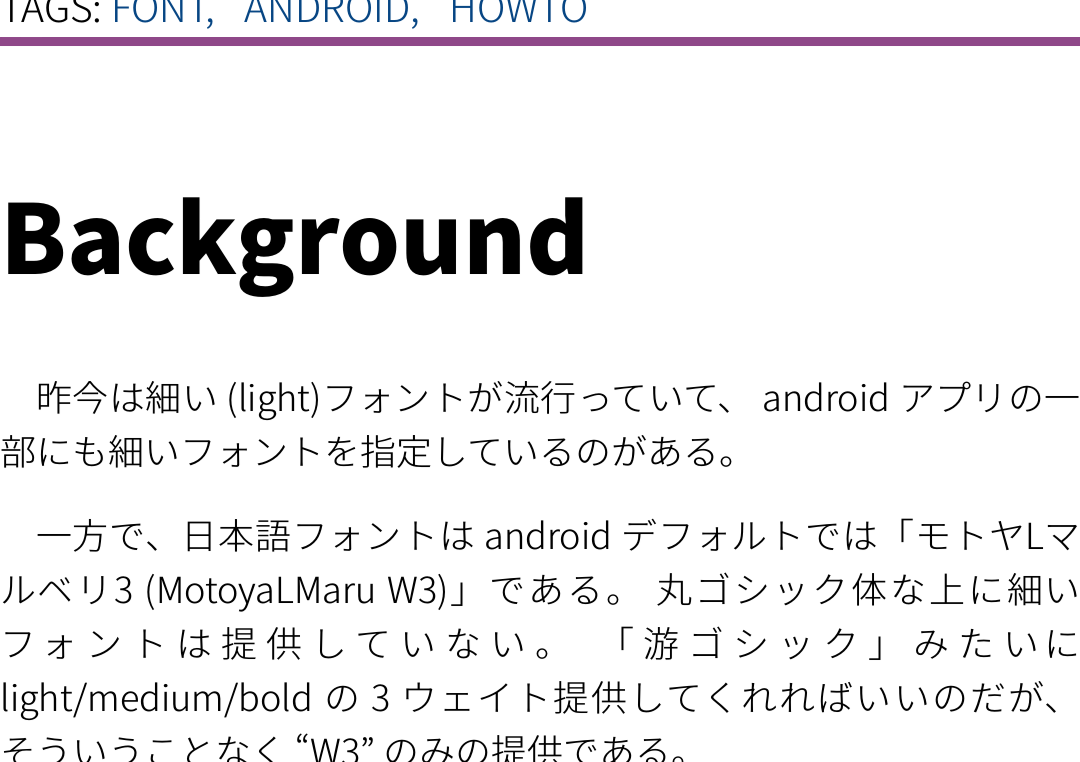 TAGS: FONT, ANDROID, HOWTO
Background
昨今は細い (light)フォントが流行っていて、 android アプリの一
部にも細いフォントを指定しているのがある。
一方で、日本語フォントは android デフォルトでは「モトヤLマ
ルベリ3 (MotoyaLMaru W3)」である。 丸ゴシック体な上に細い
フォントは提供していない。 「游ゴシック」みたいに
light/medium/bold の 3 ウェイト提供してくれればいいのだが、
そういうことなく “W3” のみの提供である。